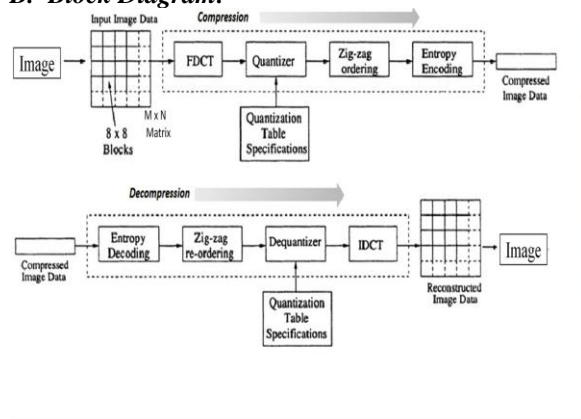 B. Block Diagram:
Input Image Data
Compression
Image
FDCT
Quantizer
Zig-zag
ordering
Entropy
Encoding
Compressed
Image Data
8 x 8
Blocks
M x N
Matrix
Quantization
Table
Specifications
Decompression
Compressed
Image Data
Entropy
Decoding
Zig-zag
re-ordering
Dequantizer
IDCT
Reconstructed
Image Data
Image
Quantization
Table
Specifications